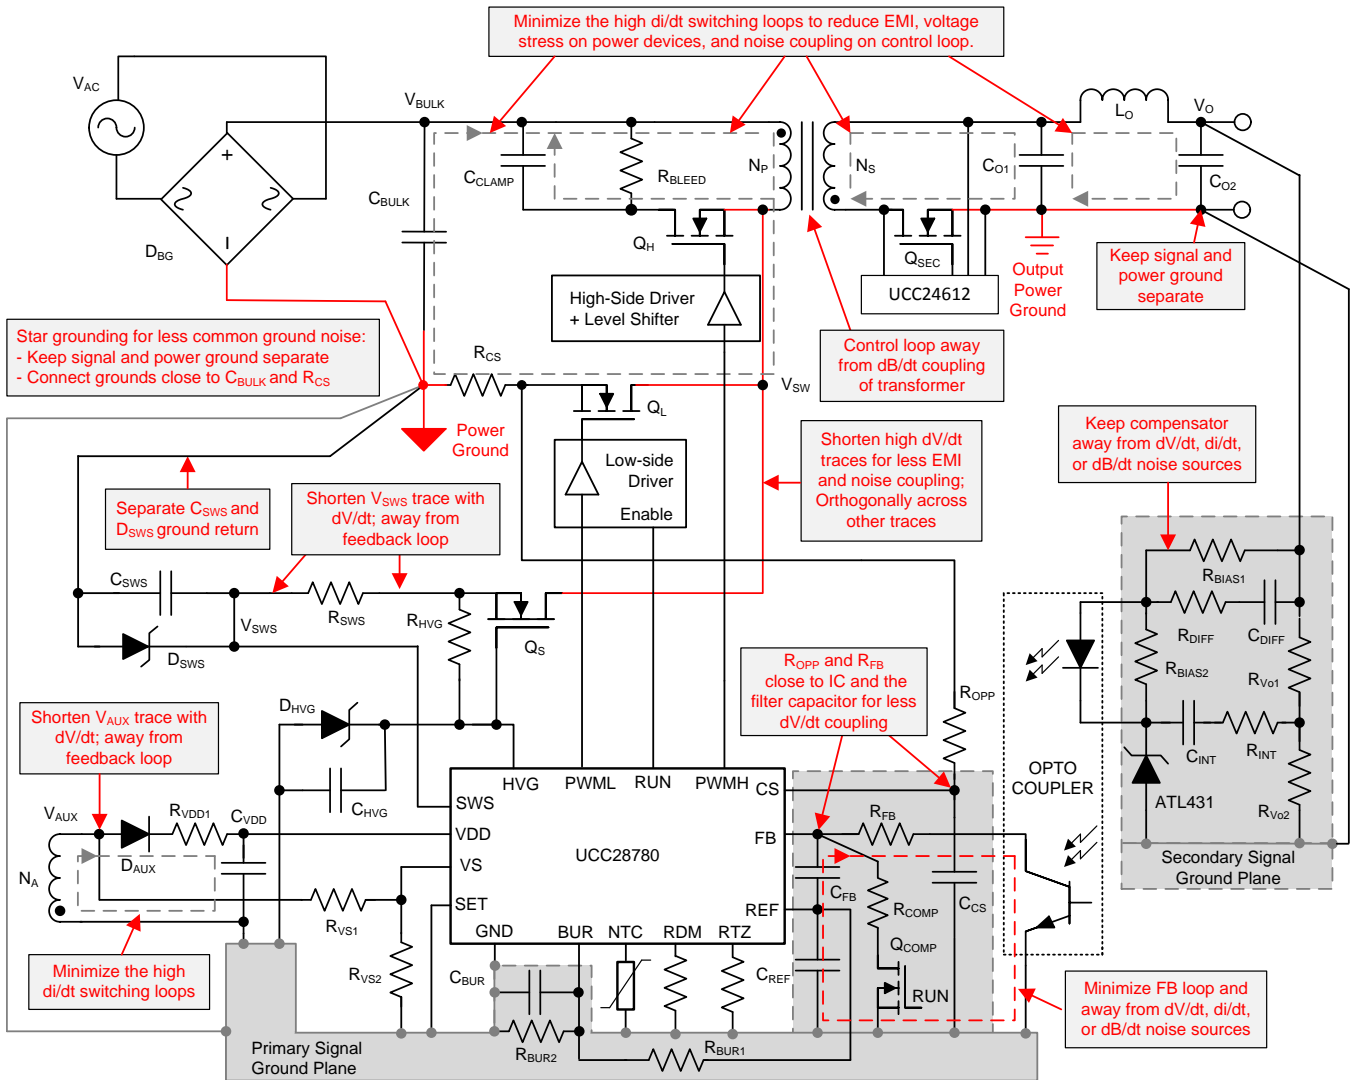 Minimize the high di/dt switching loops to reduce EMI, voltage
stress on power devices, and noise coupling on control loop.
VAC
VBULK
LO
VO
CCLAMP
RBLEED
NP
NS
CO1
CO2
CBULK
DBG
QH
QSEC
UCC24612
Output
Power
Ground
Keep signal and
power ground
separate
High-Side Driver
+ Level Shifter
Star grounding for less common ground noise:
- Keep signal and power ground separate
- Connect grounds close to CBULK and RCS
RCS
Control loop away
from dB/dt coupling
of transformer
VSW
QL
Power
Ground
Low-side
Driver
Enable
Shorten high dV/dt
traces for less EMI
and noise coupling;
Orthogonally across
other traces
Keep compensator
away from dV/dt, di/dt,
or dB/dt noise sources
Separate CSWS and
DSWS ground return
Shorten VSWS trace with
dV/dt; away from
feedback loop
CSWS
RSWS
VSWS
DSWS
RHVG
QS
RBIAS1
RDIFF
CDIFF
RBIAS2
RVo1
CINT
RINT
ATL431
RVo2
OPTO
COUPLER
Secondary Signal
Ground Plane
ROPP and RFB
close to IC and the
filter capacitor for less
dV/dt coupling
ROPP
DHVG
CHVG
Shorten VAUX trace with
dV/dt; away from
feedback loop
VAUX
RVDD1
CVDD
DAUX
NA
RVS1
RVS2
Minimize the high
di/dt switching loops
HVG
PWML
RUN
PWMH
SWS
CS
VDD
FB
VS
UCC28780
SET
REF
GND
BUR
NTC
RDM
RTZ
RFB
CFB
RCOMP
CCS
QCOMP
CREF
RUN
CBUR
RBUR2
RBUR1
Minimize FB loop and
away from dV/dt, di/dt,
or dB/dt noise sources
Primary Signal
Ground Plane